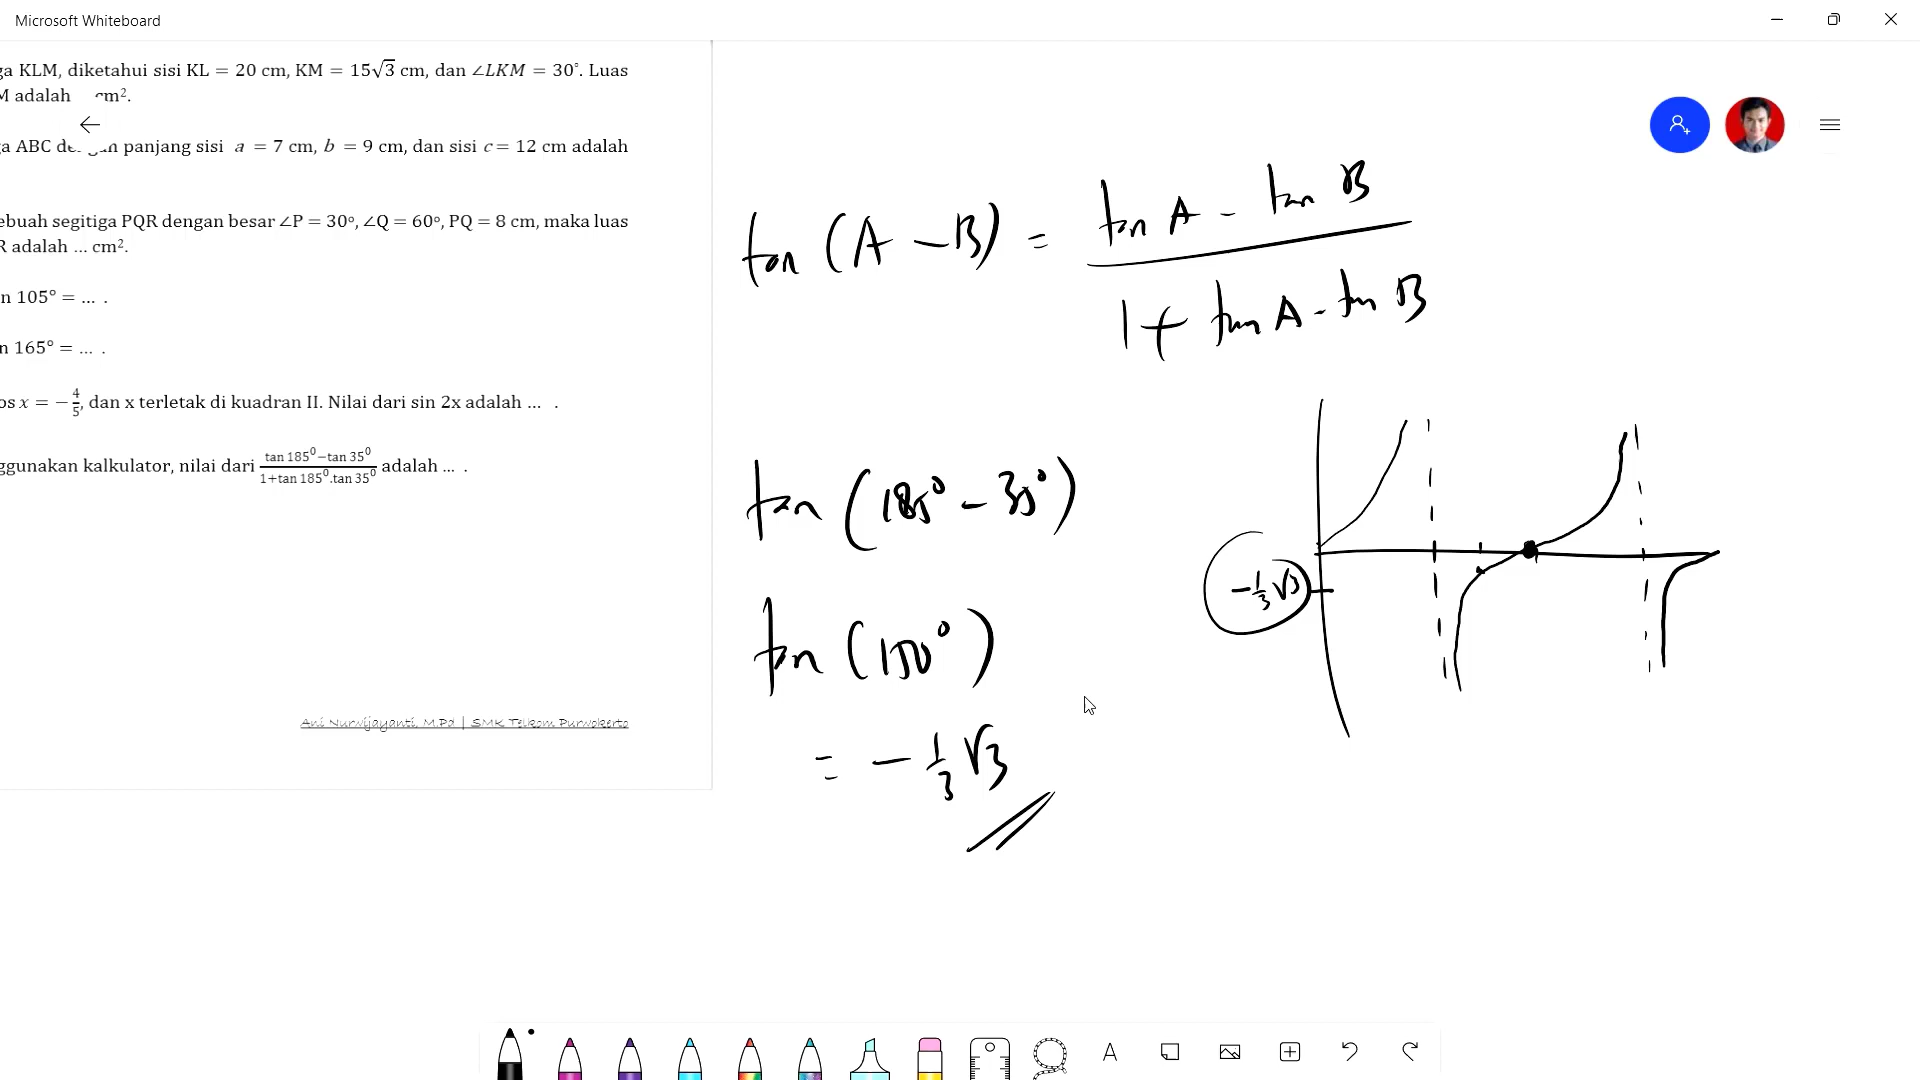 Microsoft Whiteboard
ga KLM, diketahui sisi KL = 20 cm, KM = 15√3 cm, dan ∠LKM = 30°. Luas
M adalah cm².
ga ABC dengan panjang sisi a = 7 cm, b = 9 cm, dan sisi c = 12 cm adalah
ebuah segitiga PQR dengan besar ∠P = 30°, ∠Q = 60°, PQ = 8 cm, maka luas
R adalah ... cm².
n 105° = ... .
n 165° = ... .
os x = −4/5, dan x terletak di kuadran II. Nilai dari sin 2x adalah ... .
ggunakan kalkulator, nilai dari (tan 185⁰−tan 35⁰)/(1+tan 185⁰.tan 35⁰) adalah ... .
Ani Nurwijayanti, M.Pd | SMK Telkom Purwokerto
tan (A − B) = (tan A − tan B)/(1 + tan A · tan B)
tan (185° − 35°)
tan (150°)
= − 1/3 √3
− 1/3 √3
A